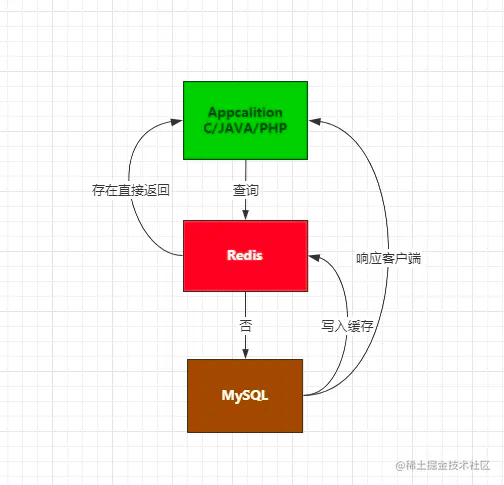 Appcalition
C/JAVA/PHP
存在直接返回
查询
Redis
响应客户端
否
写入缓存
MySQL
@稀土掘金技术社区